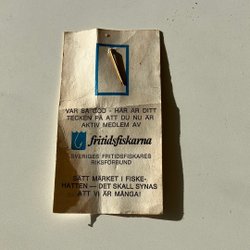 VAR SÅ GOD - HÄR ÄR DITT
TECKEN PÅ ATT DU NU ÄR
AKTIV MEDLEM AV
fritidsfiskarna
SVERIGES FRITIDSFISKARES
RIKSFÖRBUND
SÄTT MÄRKET I FISKE-
HATTEN — DET SKALL SYNAS
ATT VI ÄR MÅNGA!